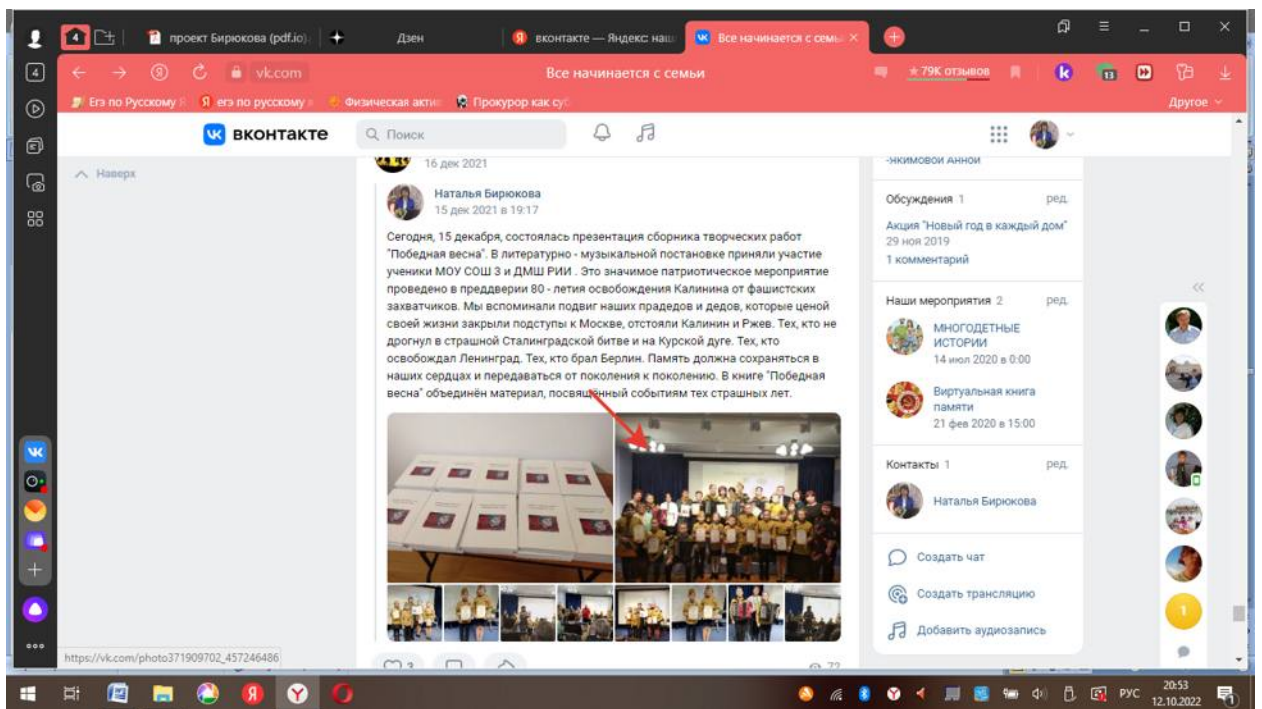 4
проект Бирюкова (pdf.io)
Дзен
вконтакте — Яндекс: наш
Все начинается с семьи
4
vk.com
Все начинается с семьи
79K отзывов
13
Егэ по Русскому Я
егэ по русскому я
Физическая актив
Прокурор как суб
Другое
вконтакте
Поиск
Наверх
16 дек 2021
Наталья Бирюкова
15 дек 2021 в 19:17
Сегодня, 15 декабря, состоялась презентация сборника творческих работ
"Победная весна". В литературно - музыкальной постановке приняли участие
ученики МОУ СОШ 3 и ДМШ РИИ . Это значимое патриотическое мероприятие
проведено в преддверии 80 - летия освобождения Калинина от фашистских
захватчиков. Мы вспоминали подвиг наших прадедов и дедов, которые ценой
своей жизни закрыли подступы к Москве, отстояли Калинин и Ржев. Тех, кто не
дрогнул в страшной Сталинградской битве и на Курской дуге. Тех, кто
освобождал Ленинград. Тех, кто брал Берлин. Память должна сохраняться в
наших сердцах и передаваться от поколения к поколению. В книге "Победная
весна" объединён материал, посвящённый событиям тех страшных лет.
3
72
-якимовой Анной
Обсуждения 1 ред.
Акция "Новый год в каждый дом"
29 ноя 2019
1 комментарий
Наши мероприятия 2 ред.
МНОГОДЕТНЫЕ
ИСТОРИИ
14 июл 2020 в 0:00
Виртуальная книга
памяти
21 фев 2020 в 15:00
Контакты 1 ред.
Наталья Бирюкова
Создать чат
Создать трансляцию
Добавить аудиозапись
1
https://vk.com/photo371909702_457246486
РУС
20:53
12.10.2022